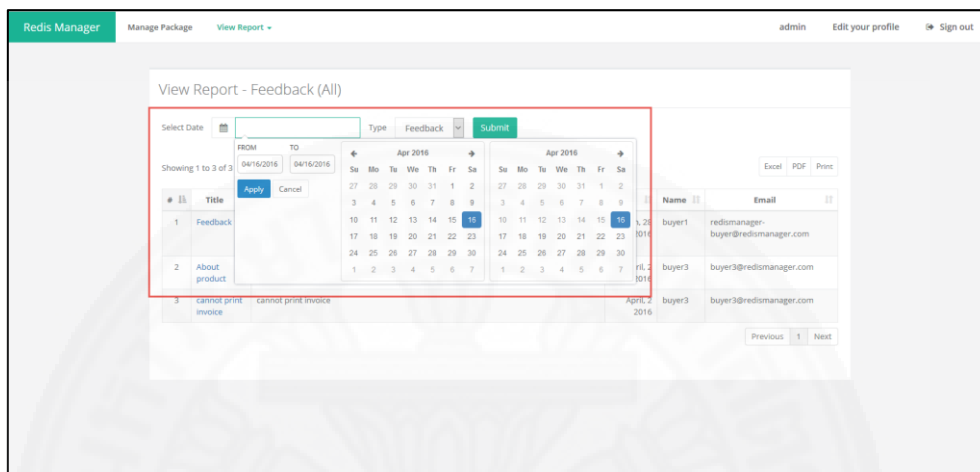 Redis Manager Manage Package View Report admin Edit your profile Sign out
View Report - Feedback (All)
Select Date Type Feedback Submit
FROM TO
04/16/2016 04/16/2016
Apply Cancel
Apr 2016
Su Mo Tu We Th Fr Sa
27 28 29 30 31 1 2
3 4 5 6 7 8 9
10 11 12 13 14 15 16
17 18 19 20 21 22 23
24 25 26 27 28 29 30
1 2 3 4 5 6 7
Apr 2016
Su Mo Tu We Th Fr Sa
27 28 29 30 31 1 2
3 4 5 6 7 8 9
10 11 12 13 14 15 16
17 18 19 20 21 22 23
24 25 26 27 28 29 30
1 2 3 4 5 6 7
Showing 1 to 3 of 3
Excel PDF Print
# Title Name Email
1 Feedback 28 buyer1 redismanager-
2016 buyer@redismanager.com
2 About 2 buyer3 buyer3@redismanager.com
product 2016
3 cannot print cannot print invoice April, 2 buyer3 buyer3@redismanager.com
invoice 2016
Previous 1 Next